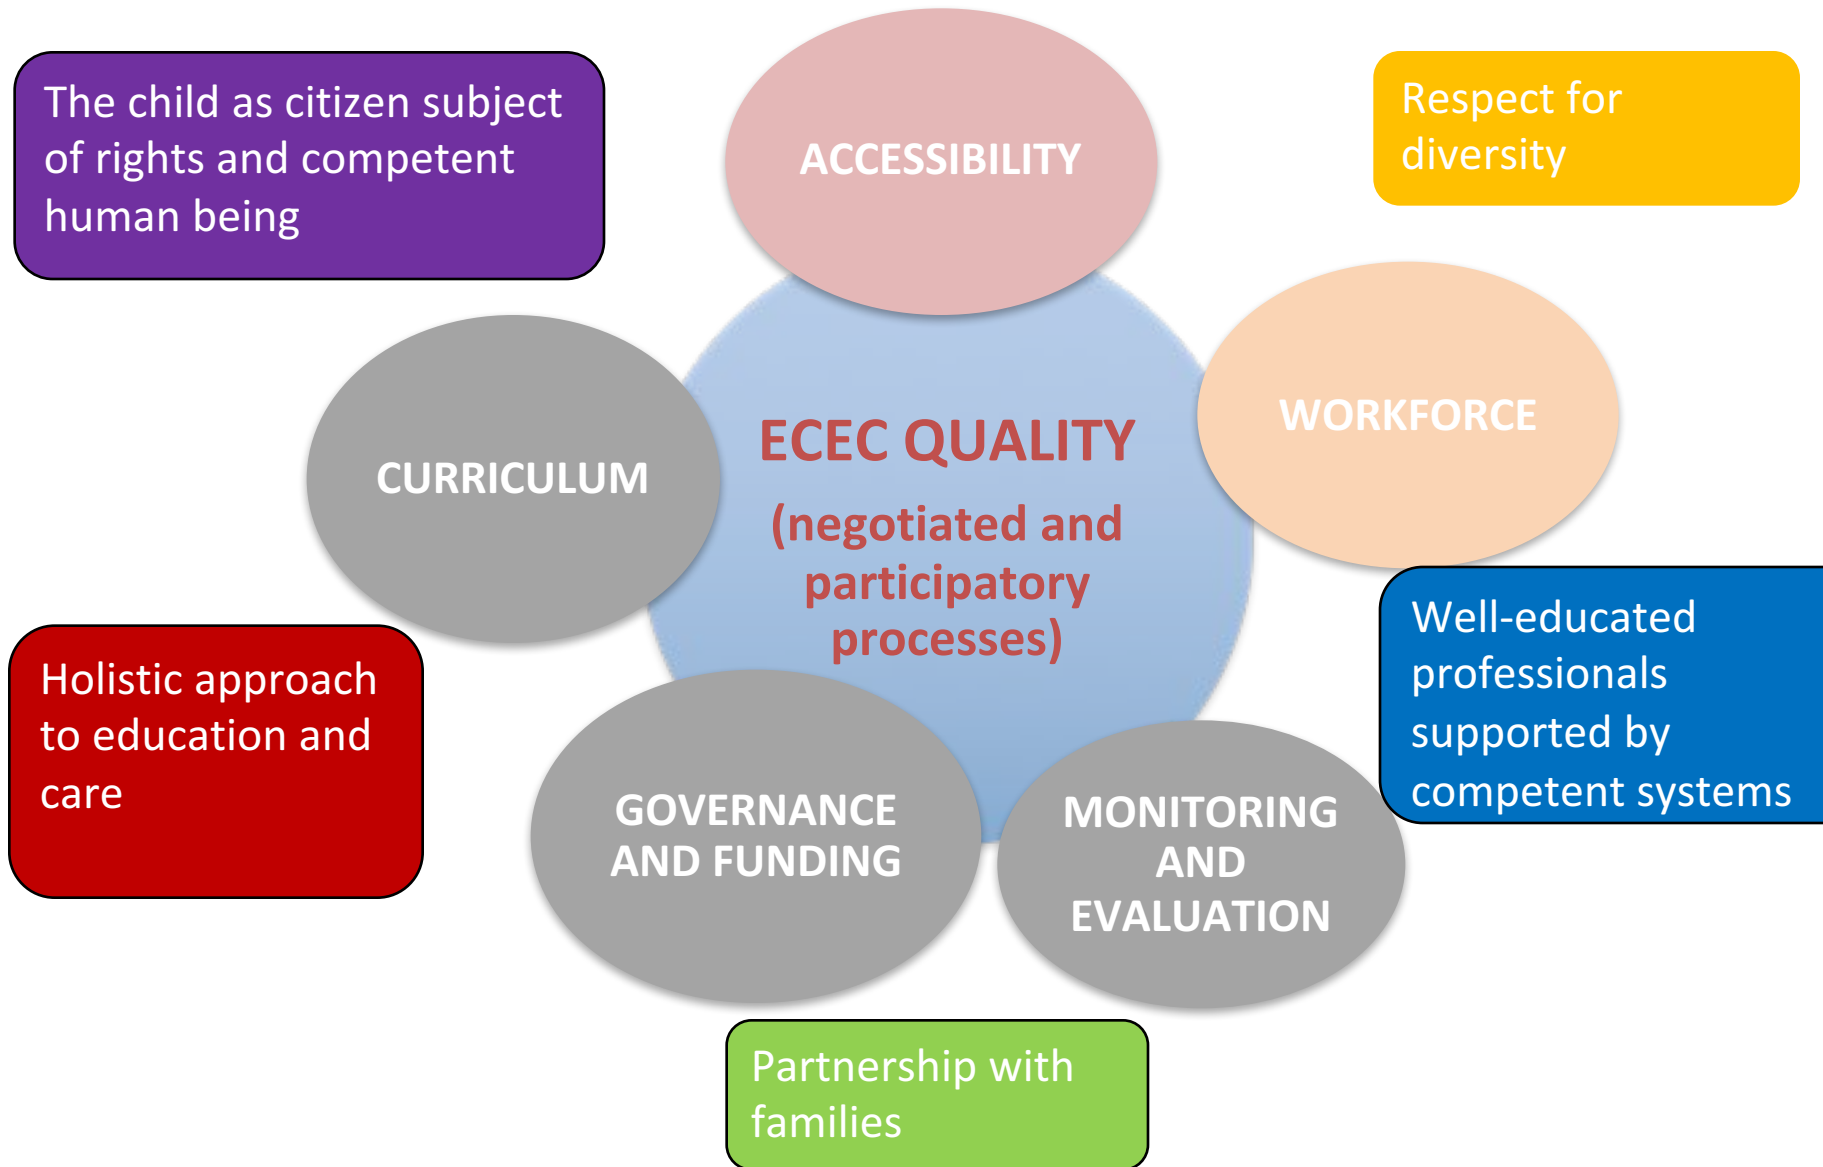 The child as citizen subject
of rights and competent
human being
ACCESSIBILITY
Respect for
diversity
WORKFORCE
CURRICULUM
ECEC QUALITY
(negotiated and
participatory
processes)
Well-educated
professionals
supported by
competent systems
Holistic approach
to education and
care
GOVERNANCE
AND FUNDING
MONITORING
AND
EVALUATION
Partnership with
families